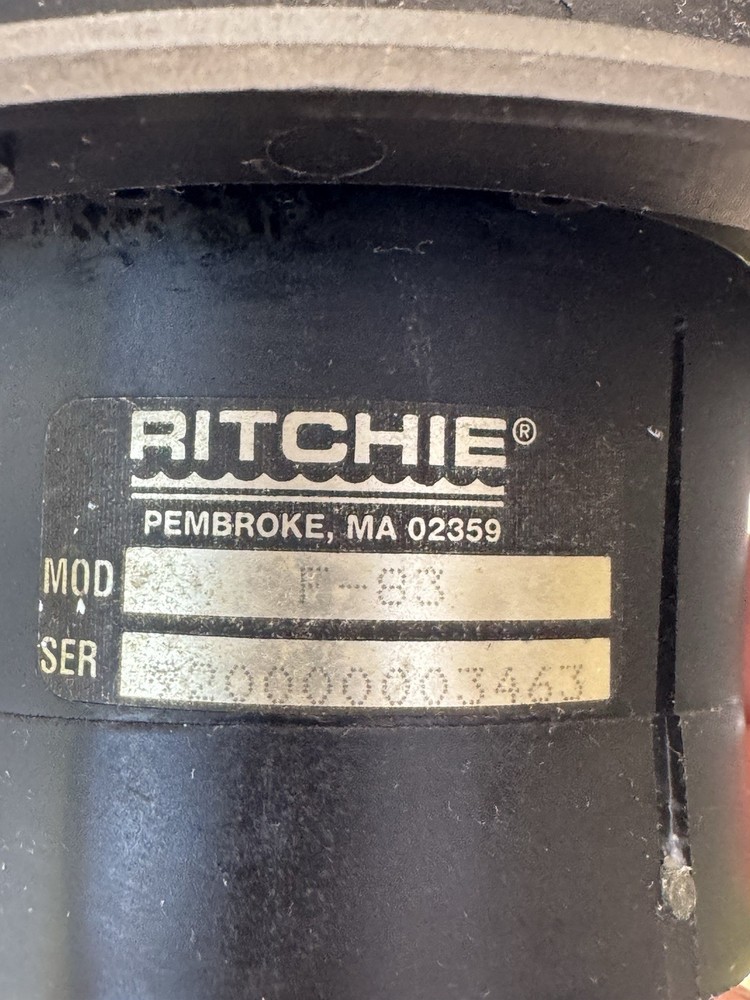 RITCHIE®
PEMBROKE, MA 02359
MOD F-83
SER